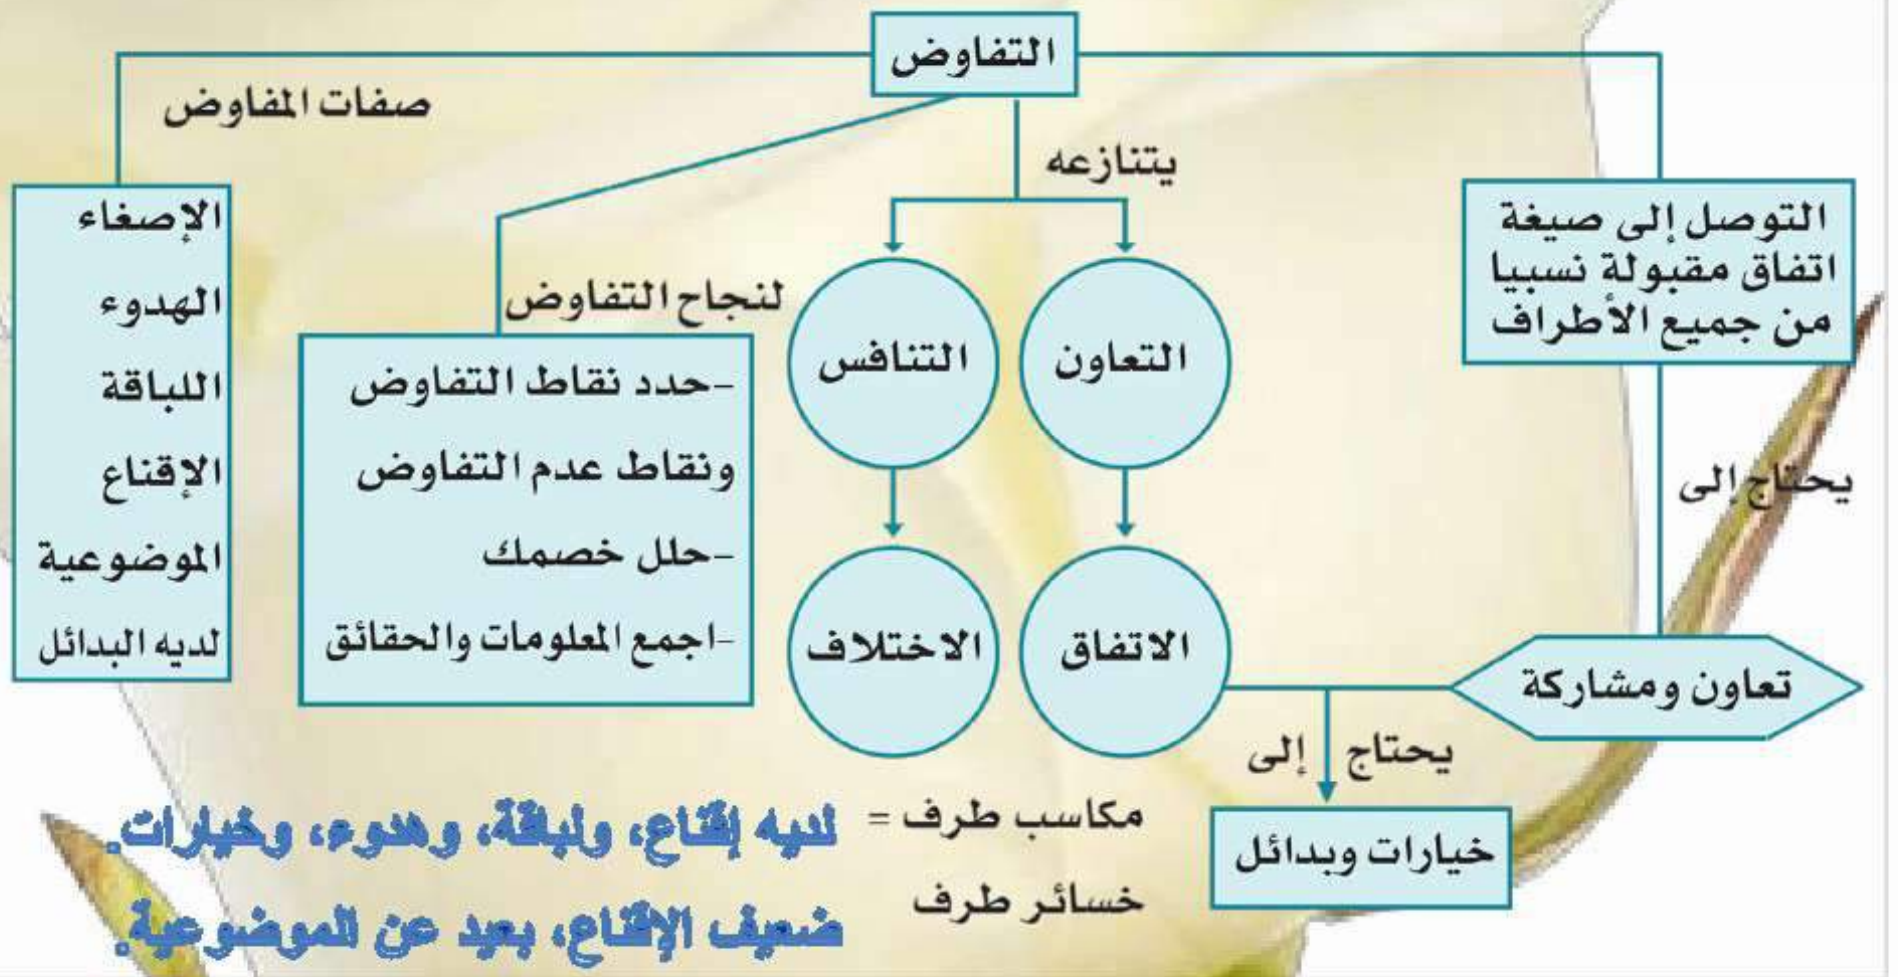 التفاوض
صفات المفاوض
يتنازعه
التوصل إلى صيغة
اتفاق مقبولة نسبيا
من جميع الأطراف
يحتاج إلى
تعاون ومشاركة
يحتاج إلى
خيارات وبدائل
التعاون
الاتفاق
التنافس
الاختلاف
لنجاح التفاوض
-حدد نقاط التفاوض
ونقاط عدم التفاوض
-حلل خصمك
-اجمع المعلومات والحقائق
الإصغاء
الهدوء
اللباقة
الإقناع
الموضوعية
لديه البدائل
مكاسب طرف = لديه إقناع، ولباقة، وهدوء، وخيارات.
خسائر طرف ضعيف الإقناع، بعيد عن الموضوعية.